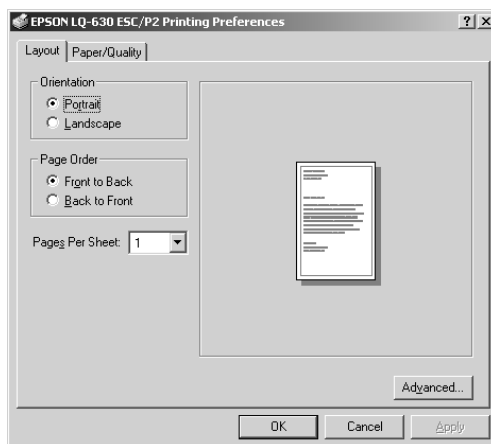 EPSON LQ-630 ESC/P2 Printing Preferences
Layout
Paper/Quality
Orientation
Portrait
Landscape
Page Order
Front to Back
Back to Front
Pages Per Sheet: 1
Advanced...
OK
Cancel
Apply